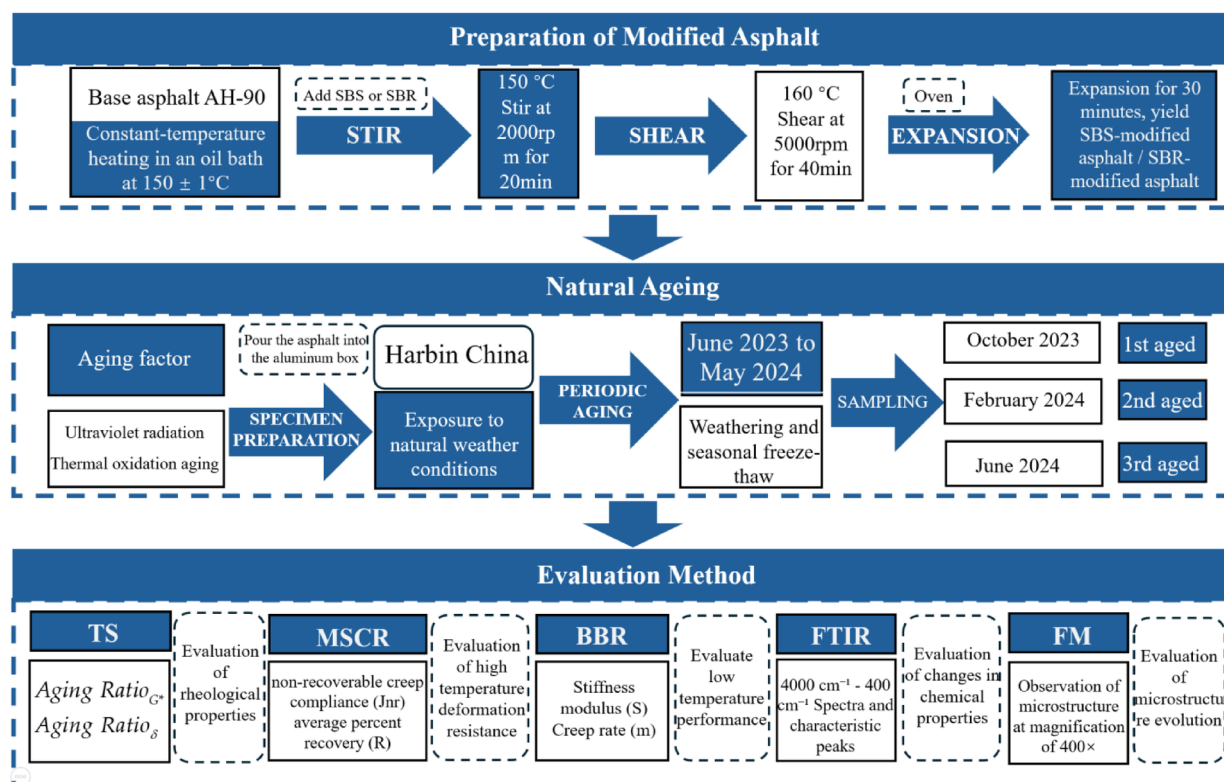 Preparation of Modified Asphalt
Base asphalt AH-90
Constant-temperature
heating in an oil bath
at 150 ± 1°C
Add SBS or SBR
STIR
150 °C
Stir at
2000rp
m for
20min
SHEAR
160 °C
Shear at
5000rpm
for 40min
Oven
EXPANSION
Expansion for 30
minutes, yield
SBS-modified
asphalt / SBR-
modified asphalt
Natural Ageing
Aging factor
Ultraviolet radiation
Thermal oxidation aging
Pour the asphalt into
the aluminum box
SPECIMEN
PREPARATION
Harbin China
Exposure to
natural weather
conditions
PERIODIC
AGING
June 2023 to
May 2024
Weathering and
seasonal freeze-
thaw
SAMPLING
October 2023
1st aged
February 2024
2nd aged
June 2024
3rd aged
Evaluation Method
TS
Aging Ratio G*
Aging Ratio δ
Evaluation
of
rheological
properties
MSCR
non-recoverable creep
compliance (Jnr)
average percent
recovery (R)
Evaluation
of high
temperature
deformation
resistance
BBR
Stiffness
modulus (S)
Creep rate (m)
Evaluate
low
temperature
performance
FTIR
4000 cm⁻¹ - 400
cm⁻¹ Spectra and
characteristic
peaks
Evaluation
of changes in
chemical
properties
FM
Observation of
microstructure
at magnification
of 400×
Evaluation
of
microstructu
re evolution